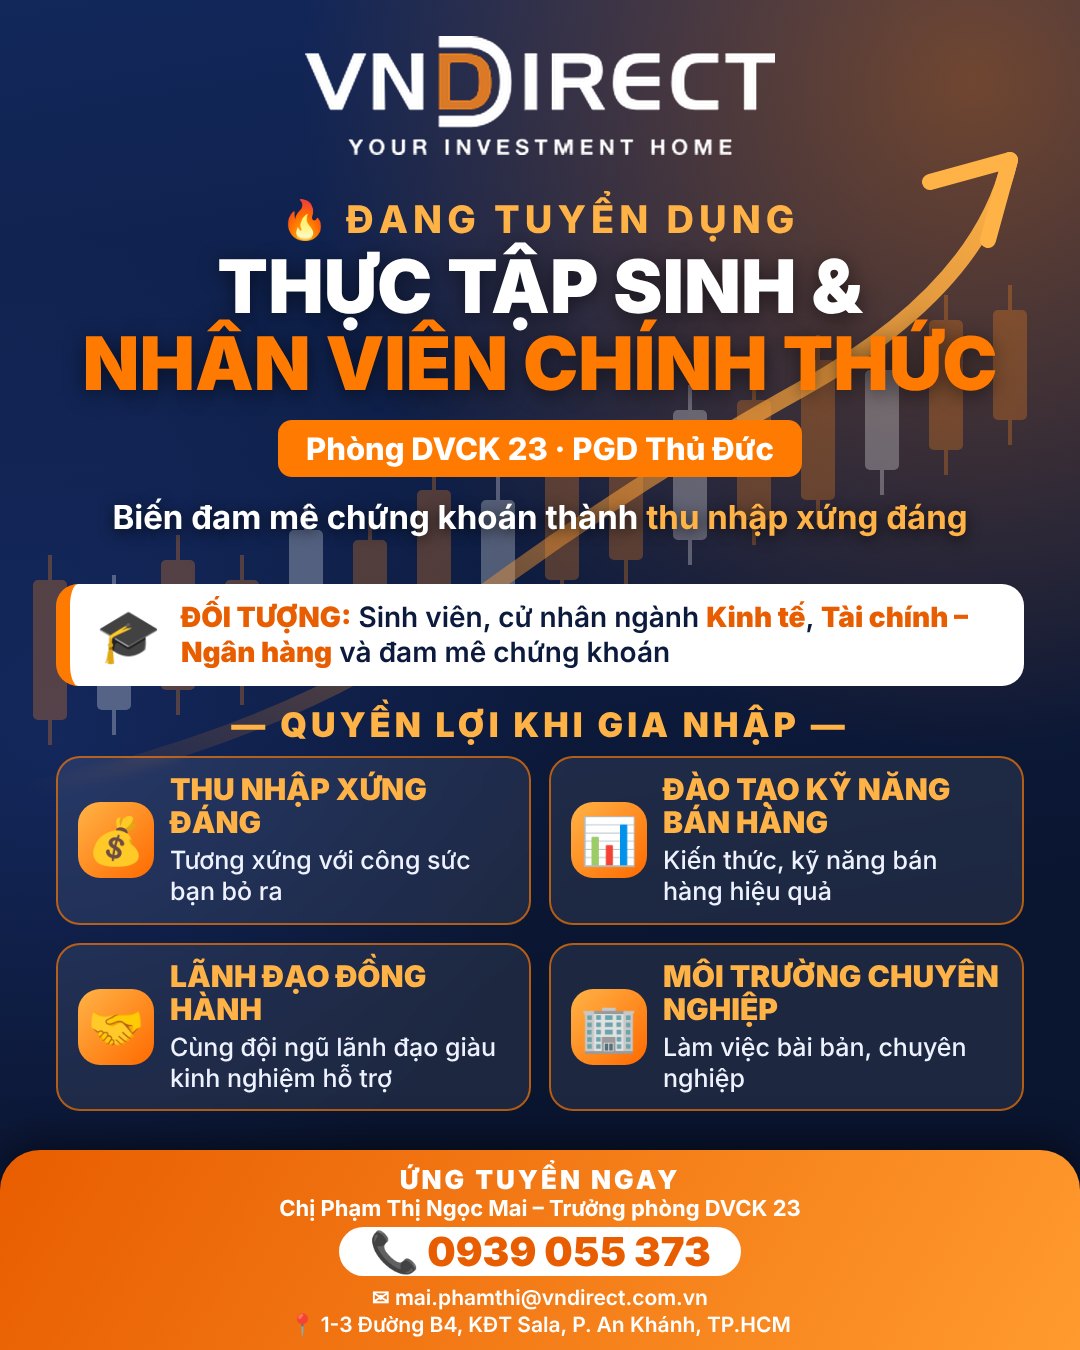 VNDIRECT
YOUR INVESTMENT HOME
🔥 ĐANG TUYỂN DỤNG
THỰC TẬP SINH &
NHÂN VIÊN CHÍNH THỨC
Phòng DVCK 23 · PGD Thủ Đức
Biến đam mê chứng khoán thành thu nhập xứng đáng
ĐỐI TƯỢNG: Sinh viên, cử nhân ngành Kinh tế, Tài chính –
Ngân hàng và đam mê chứng khoán
— QUYỀN LỢI KHI GIA NHẬP —
THU NHẬP XỨNG
ĐÁNG
Tương xứng với công sức
bạn bỏ ra
ĐÀO TẠO KỸ NĂNG
BÁN HÀNG
Kiến thức, kỹ năng bán
hàng hiệu quả
LÃNH ĐẠO ĐỒNG
HÀNH
Cùng đội ngũ lãnh đạo giàu
kinh nghiệm hỗ trợ
MÔI TRƯỜNG CHUYÊN
NGHIỆP
Làm việc bài bản, chuyên
nghiệp
ỨNG TUYỂN NGAY
Chị Phạm Thị Ngọc Mai – Trưởng phòng DVCK 23
📞 0939 055 373
✉ mai.phamthi@vndirect.com.vn
📍 1-3 Đường B4, KĐT Sala, P. An Khánh, TP.HCM